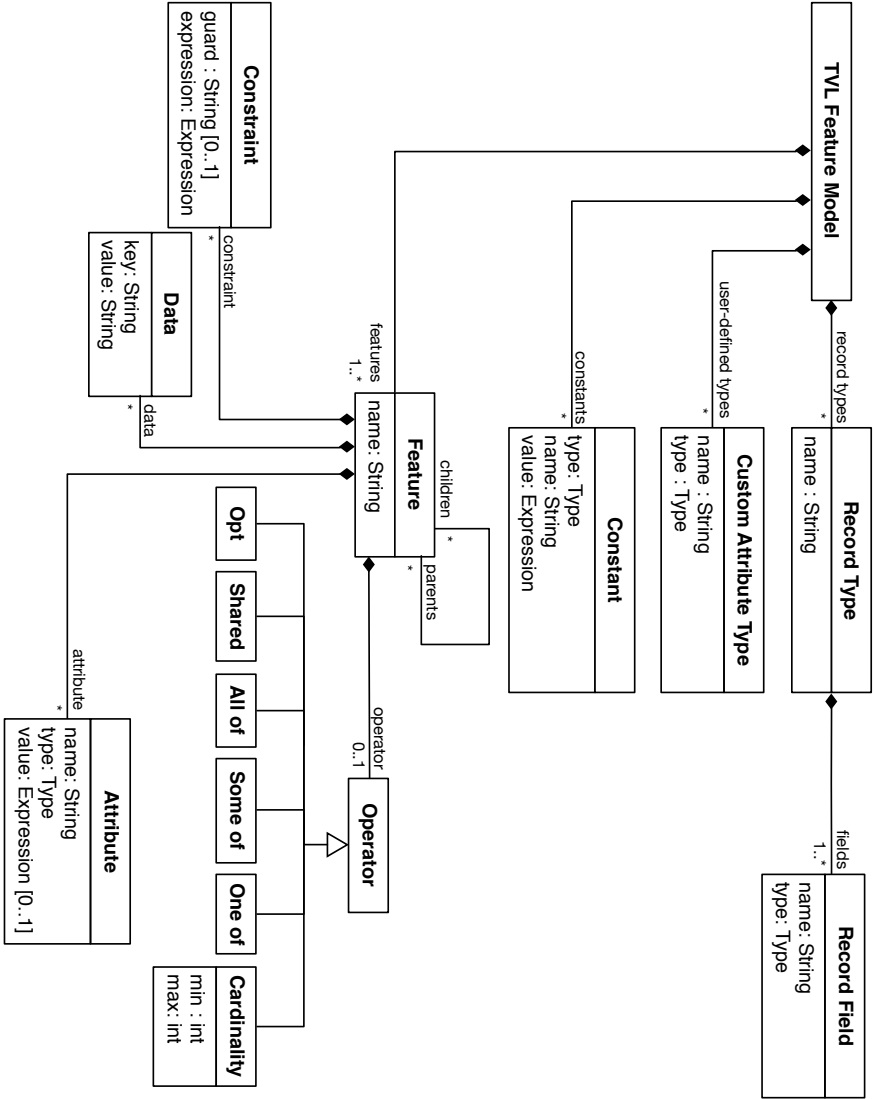 TVL Feature Model
record types
*
Record Type
name : String
fields
1.. *
Record Field
name: String
type: Type
user-defined types
*
Custom Attribute Type
name : String
type : Type
constants
*
Constant
type: Type
name: String
value: Expression
features
1.. *
Feature
name: String
children
*
parents
*
operator
0..1
Operator
Opt
Shared
All of
Some of
One of
Cardinality
min : int
max: int
Constraint
guard : String [0..1]
expression: Expression
constraint
*
Data
key: String
value: String
data
*
attribute
*
Attribute
name: String
type: Type
value: Expression [0..1]